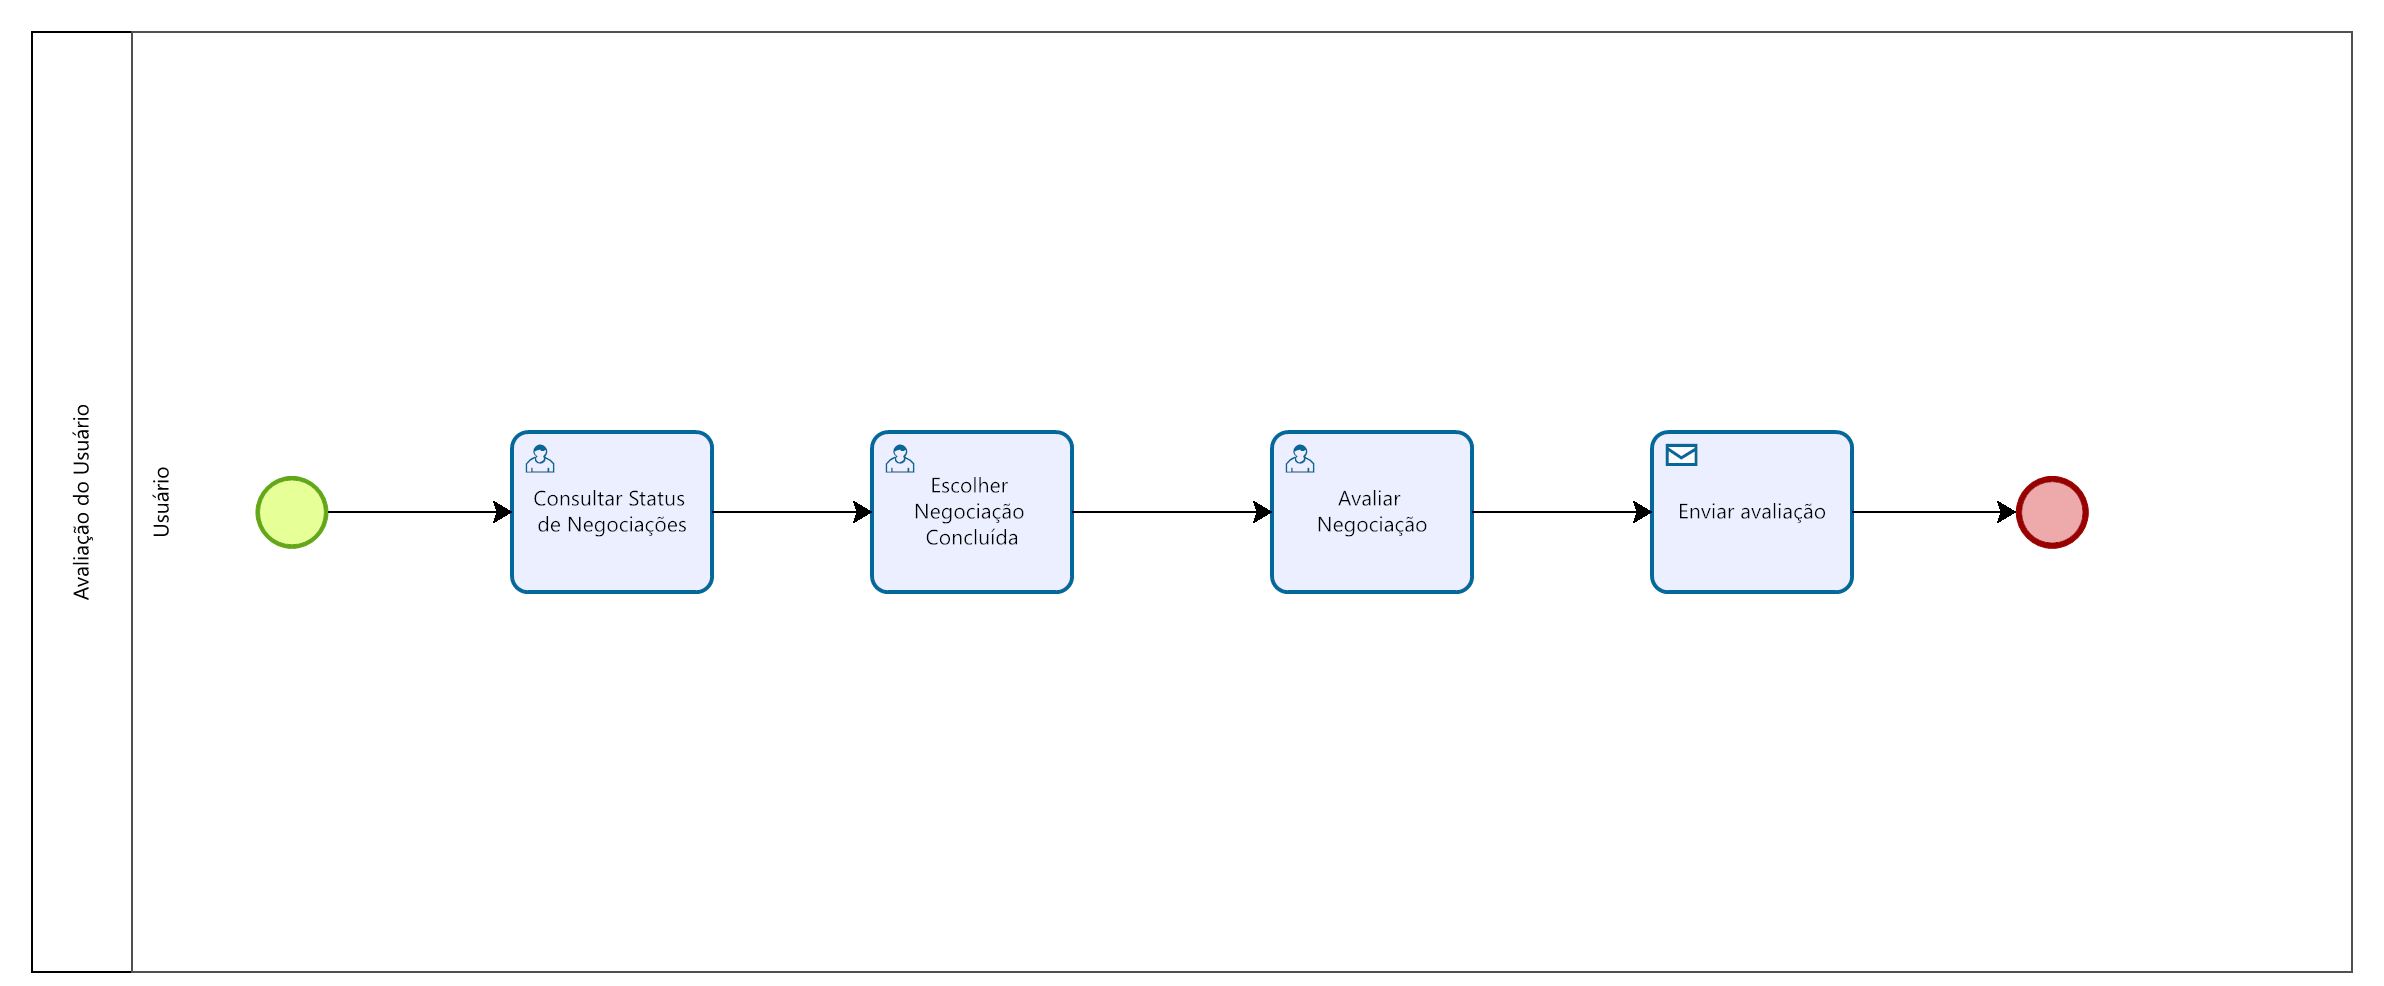 Avaliação do Usuário
Usuário
Consultar Status
de Negociações
Escolher
Negociação
Concluída
Avaliar
Negociação
Enviar avaliação